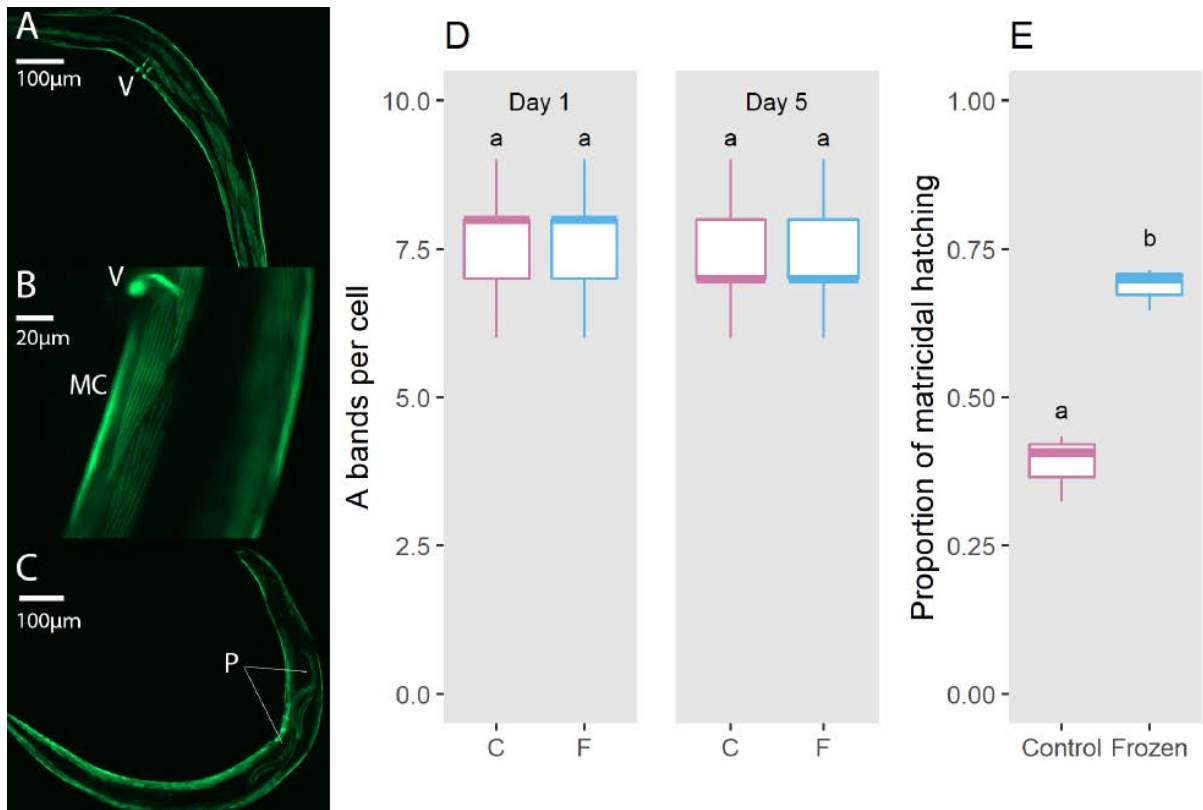 A
100µm
V
B
20µm
V
MC
C
100µm
P
D
A bands per cell
10.0
7.5
5.0
2.5
0.0
Day 1
a a
C F
Day 5
a a
C F
E
Proportion of matricidal hatching
1.00
0.75
0.50
0.25
0.00
a
b
Control Frozen